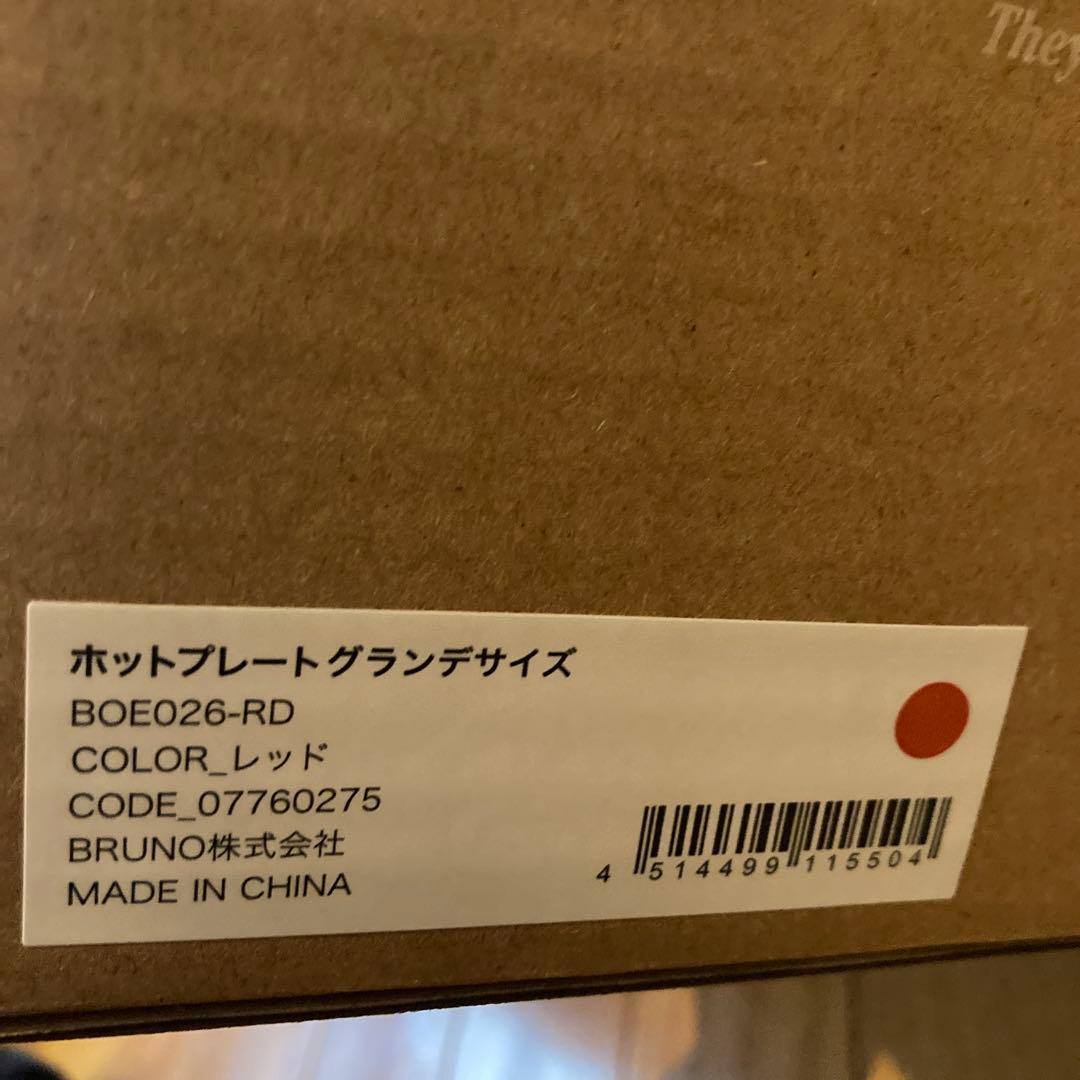 They
ホットプレートグランデサイズ
BOE026-RD
COLOR_レッド
CODE_07760275
BRUNO株式会社
MADE IN CHINA
4 514499 115504